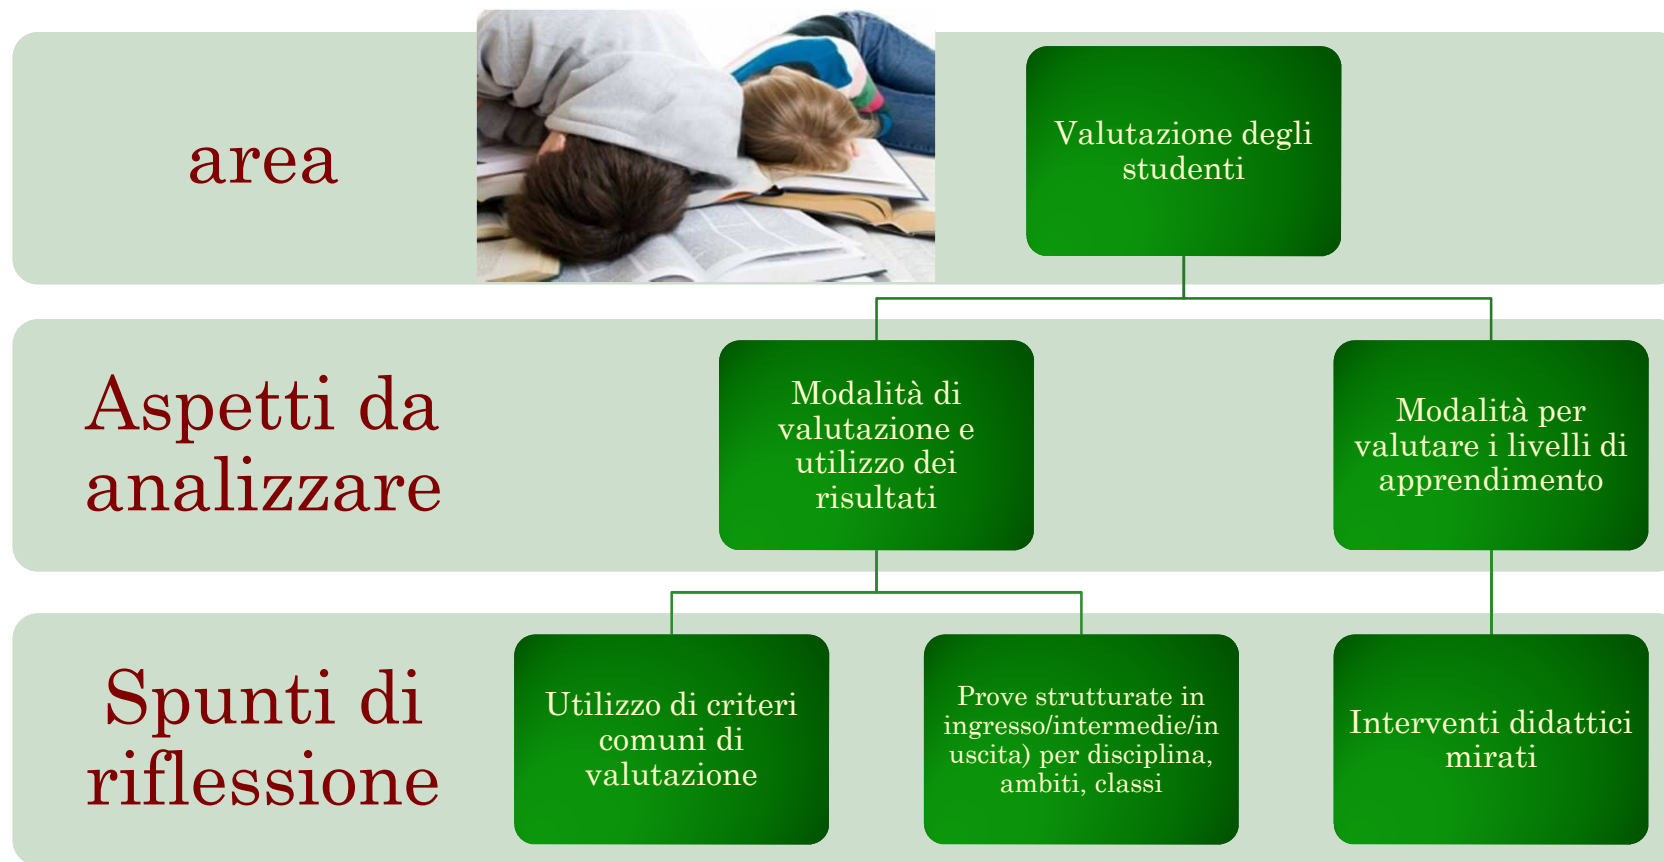 area
Valutazione degli
studenti
Aspetti da
analizzare
Modalità di
valutazione e
utilizzo dei
risultati
Modalità per
valutare i livelli di
apprendimento
Spunti di
riflessione
Utilizzo di criteri
comuni di
valutazione
Prove strutturate in
ingresso/intermedie/in
uscita) per disciplina,
ambiti, classi
Interventi didattici
mirati